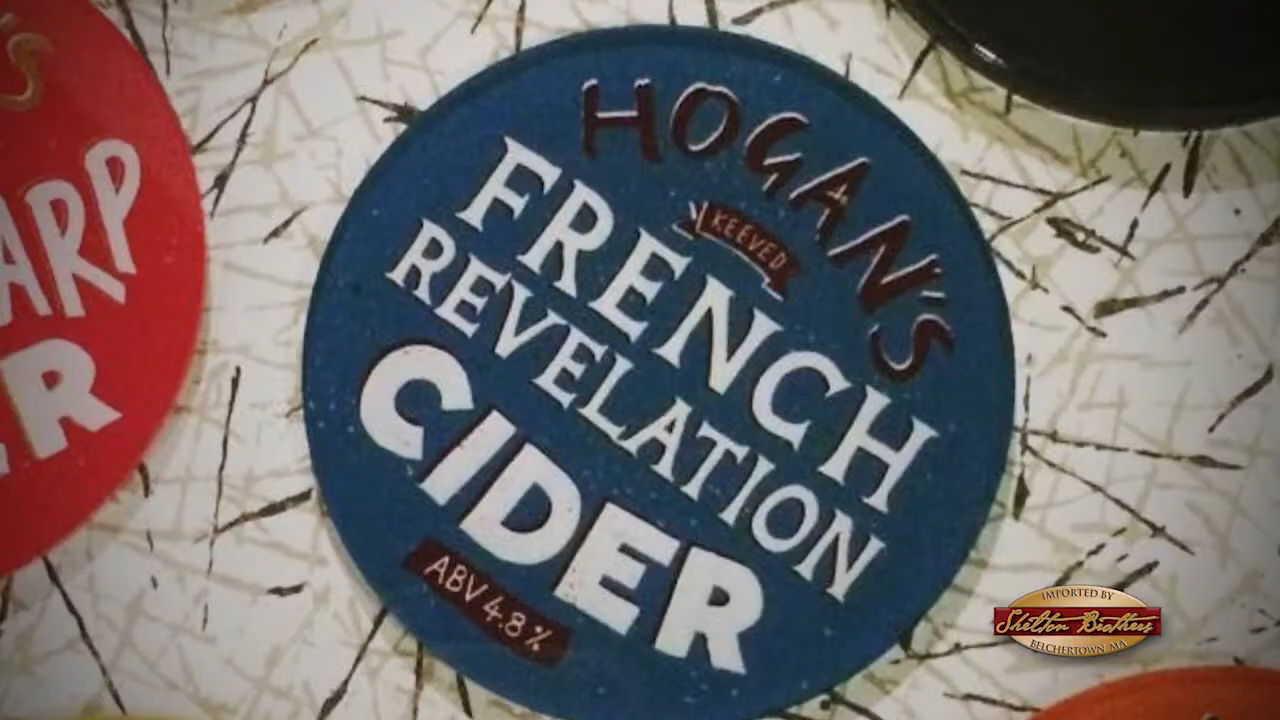 S
ARP
ER
HOGAN'S
KEEVED
FRENCH
REVELATION
CIDER
ABV 4.8%
IMPORTED BY
Shelton Brothers
BELCHERTOWN, MA